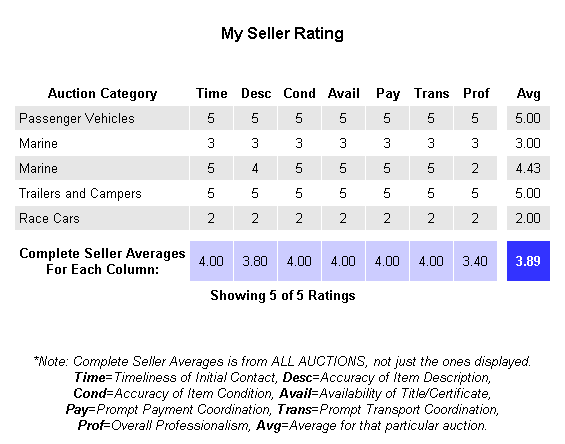 My Seller Rating
Auction Category Time Desc Cond Avail Pay Trans Prof Avg
Passenger Vehicles 5 5 5 5 5 5 5 5.00
Marine 3 3 3 3 3 3 3 3.00
Marine 5 4 5 5 5 5 2 4.43
Trailers and Campers 5 5 5 5 5 5 5 5.00
Race Cars 2 2 2 2 2 2 2 2.00
Complete Seller Averages
For Each Column: 4.00 3.80 4.00 4.00 4.00 4.00 3.40 3.89
Showing 5 of 5 Ratings
*Note: Complete Seller Averages is from ALL AUCTIONS, not just the ones displayed.
Time=Timeliness of Initial Contact, Desc=Accuracy of Item Description,
Cond=Accuracy of Item Condition, Avail=Availability of Title/Certificate,
Pay=Prompt Payment Coordination, Trans=Prompt Transport Coordination,
Prof=Overall Professionalism, Avg=Average for that particular auction.